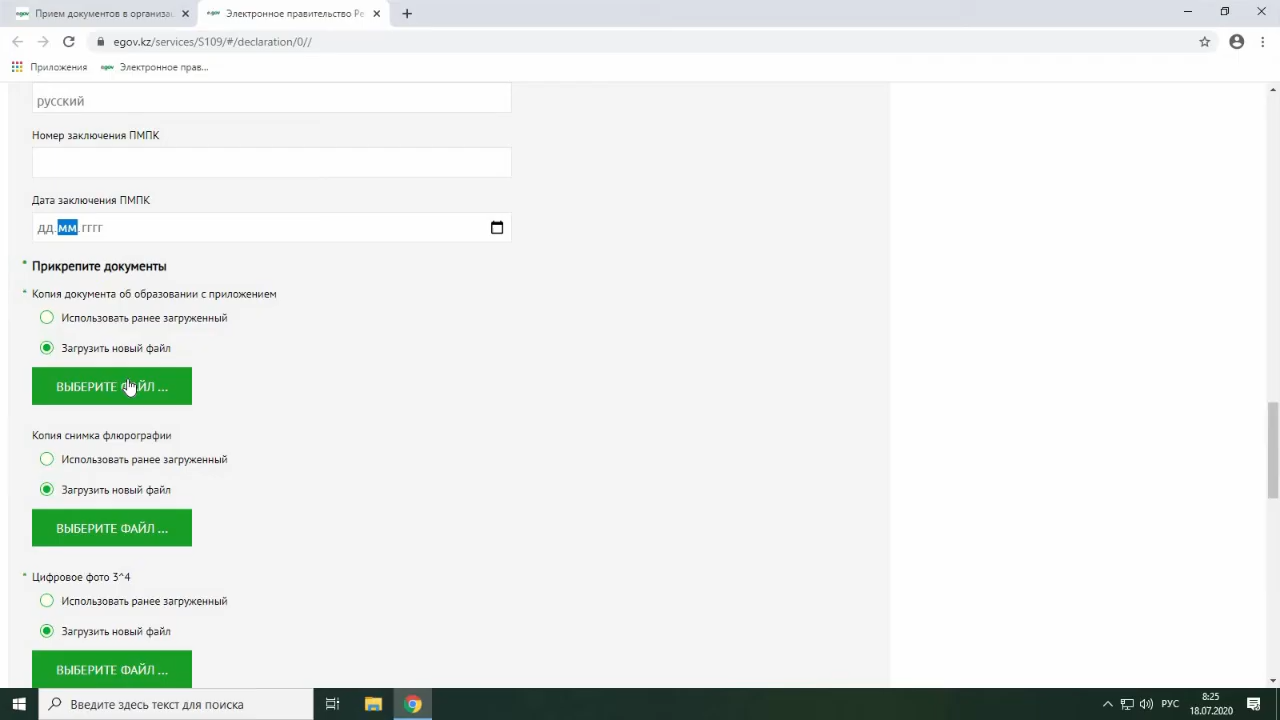 Прием документов в организац
Электронное правительство Ре
egov.kz/services/S109/#/declaration/0//
Приложения
Электронное прав...
русский
Номер заключения ПМПК
Дата заключения ПМПК
дд.мм.гггг
Прикрепите документы
Копия документа об образовании с приложением
Использовать ранее загруженный
Загрузить новый файл
ВЫБЕРИТЕ ФАЙЛ ...
Копия снимка флюрографии
Использовать ранее загруженный
Загрузить новый файл
ВЫБЕРИТЕ ФАЙЛ ...
Цифровое фото 3^4
Использовать ранее загруженный
Загрузить новый файл
ВЫБЕРИТЕ ФАЙЛ ...
Введите здесь текст для поиска
РУС
8:25
18.07.2020